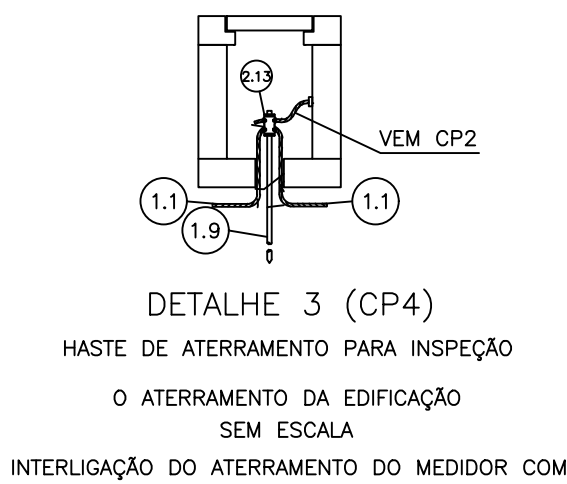 2.13
VEM CP2
1.1
1.1
1.9
DETALHE 3 (CP4)
HASTE DE ATERRAMENTO PARA INSPEÇÃO
O ATERRAMENTO DA EDIFICAÇÃO
SEM ESCALA
INTERLIGAÇÃO DO ATERRAMENTO DO MEDIDOR COM